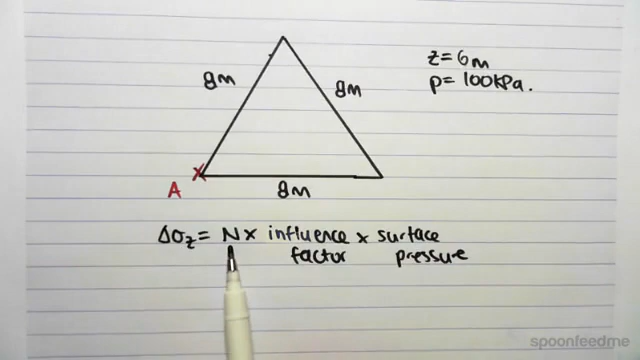 8m
8m
z = 6m
p = 100kPa.
A x
8m
Δσz = N x influence x surface
factor pressure
spoonfeedme